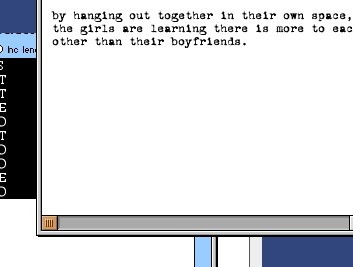 by hanging out together in their own space,
the girls are learning there is more to eac
other than their boyfriends.
S
T
T
E
O
T
O
O
E
O